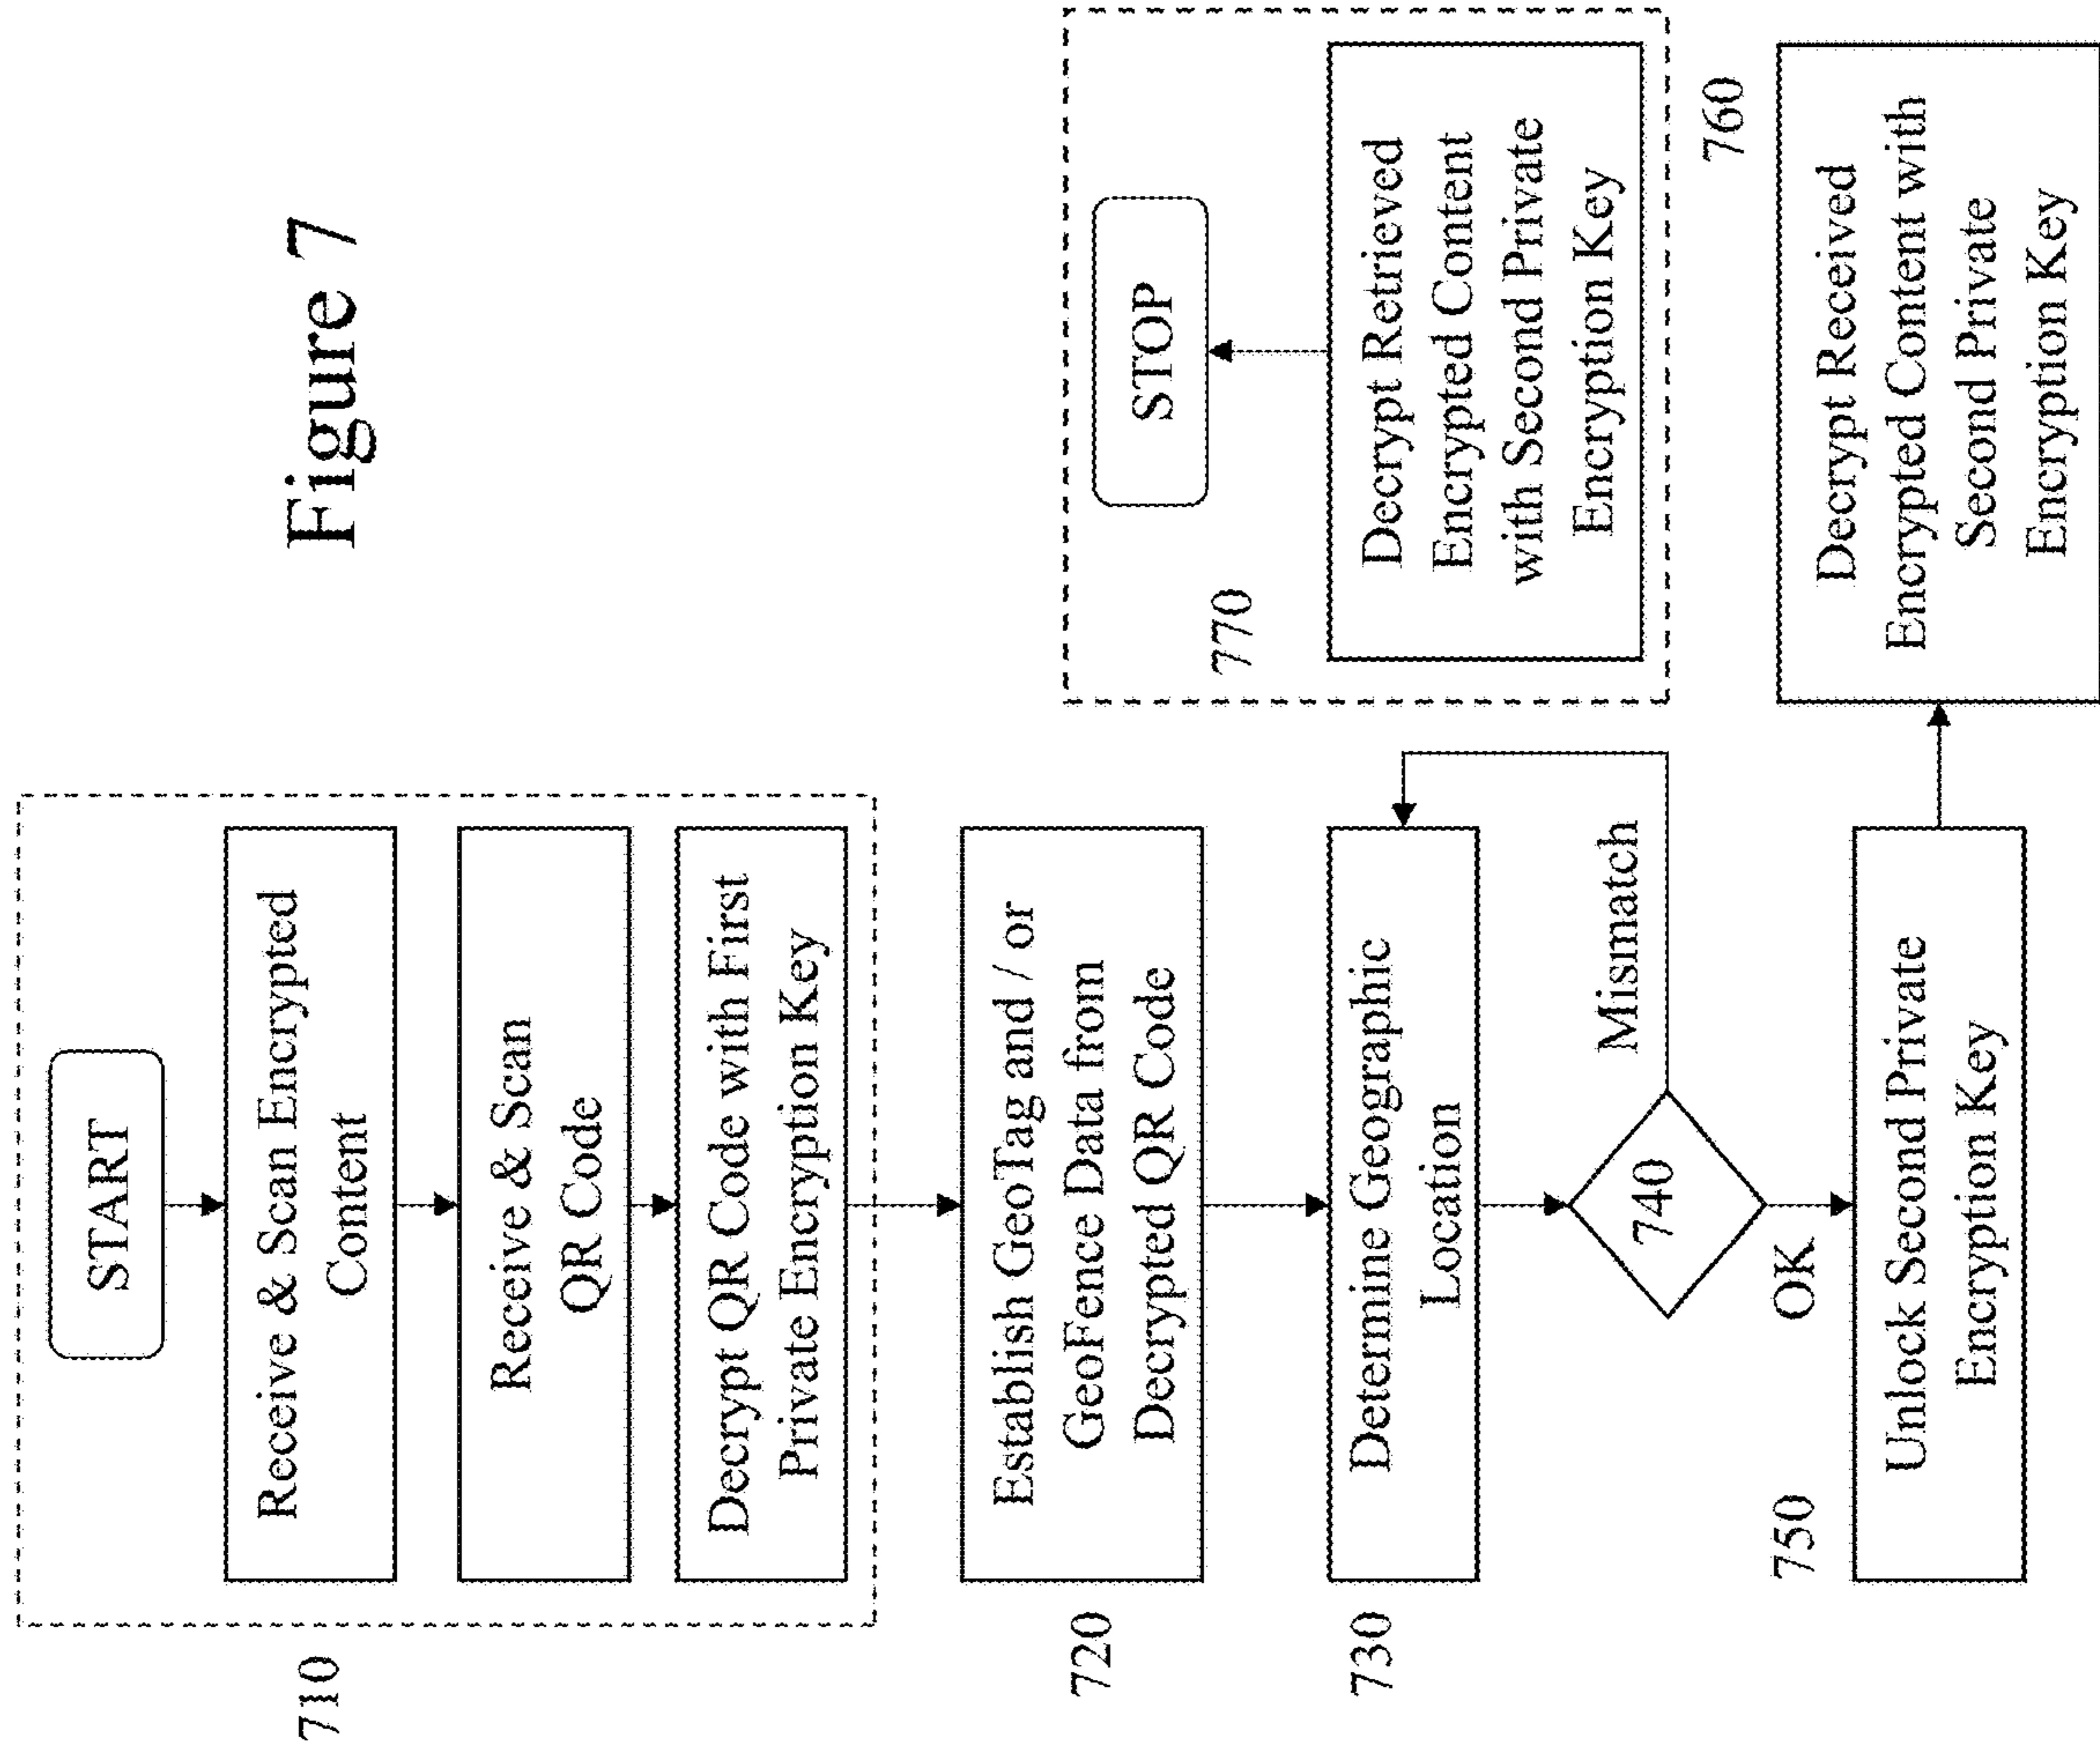 Figure 7
710
START
Receive & Scan Encrypted
Content
Receive & Scan
QR Code
Decrypt QR Code with First
Private Encryption Key
720
Establish GeoTag and / or
GeoFence Data from
Decrypted QR Code
730
Determine Geographic
Location
740
Mismatch
OK
750
Unlock Second Private
Encryption Key
760
Decrypt Received
Encrypted Content with
Second Private
Encryption Key
770
Decrypt Retrieved
Encrypted Content
with Second Private
Encryption Key
STOP